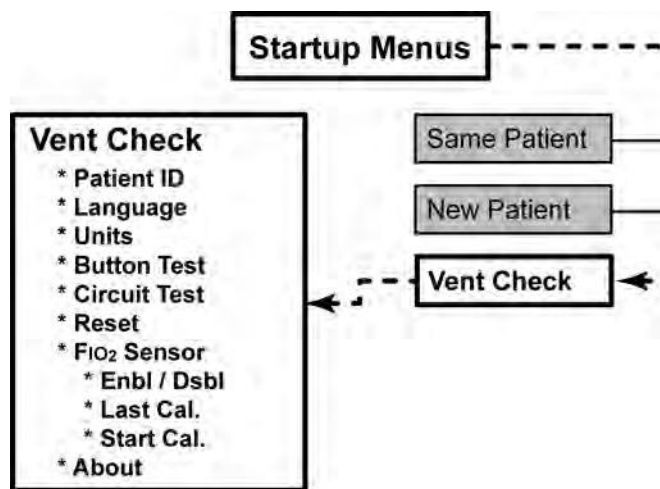 Startup Menus
Vent Check
* Patient ID
* Language
* Units
* Button Test
* Circuit Test
* Reset
* FIO2 Sensor
* Enbl / Dsbl
* Last Cal.
* Start Cal.
* About
Same Patient
New Patient
Vent Check